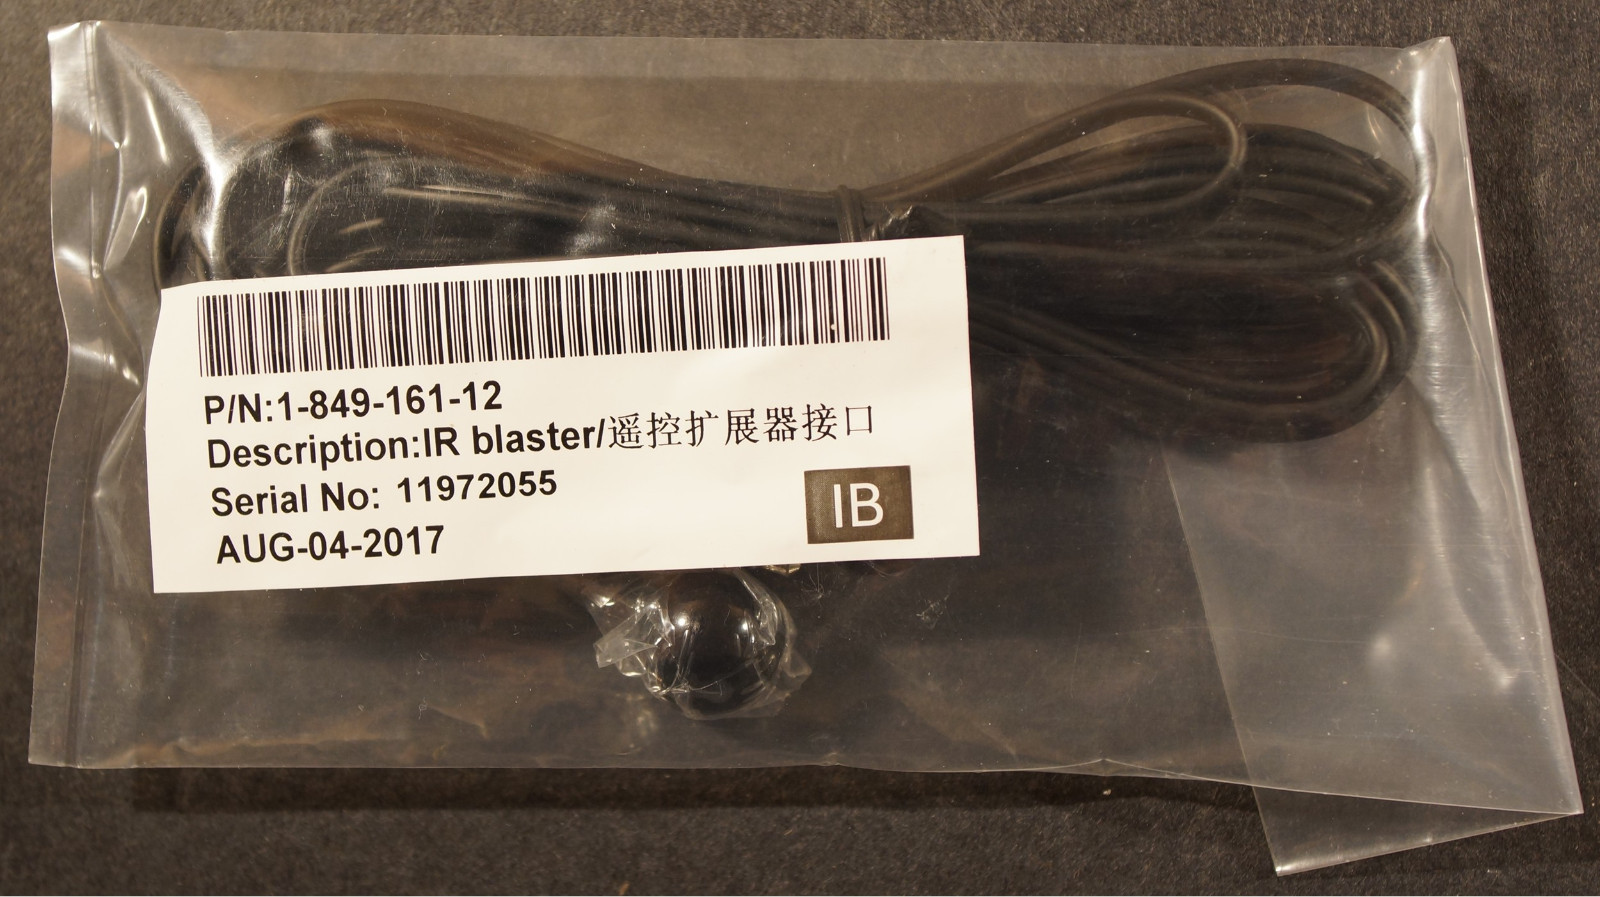 P/N:1-849-161-12
Description:IR blaster/遥控扩展器接口
Serial No: 11972055
AUG-04-2017
IB